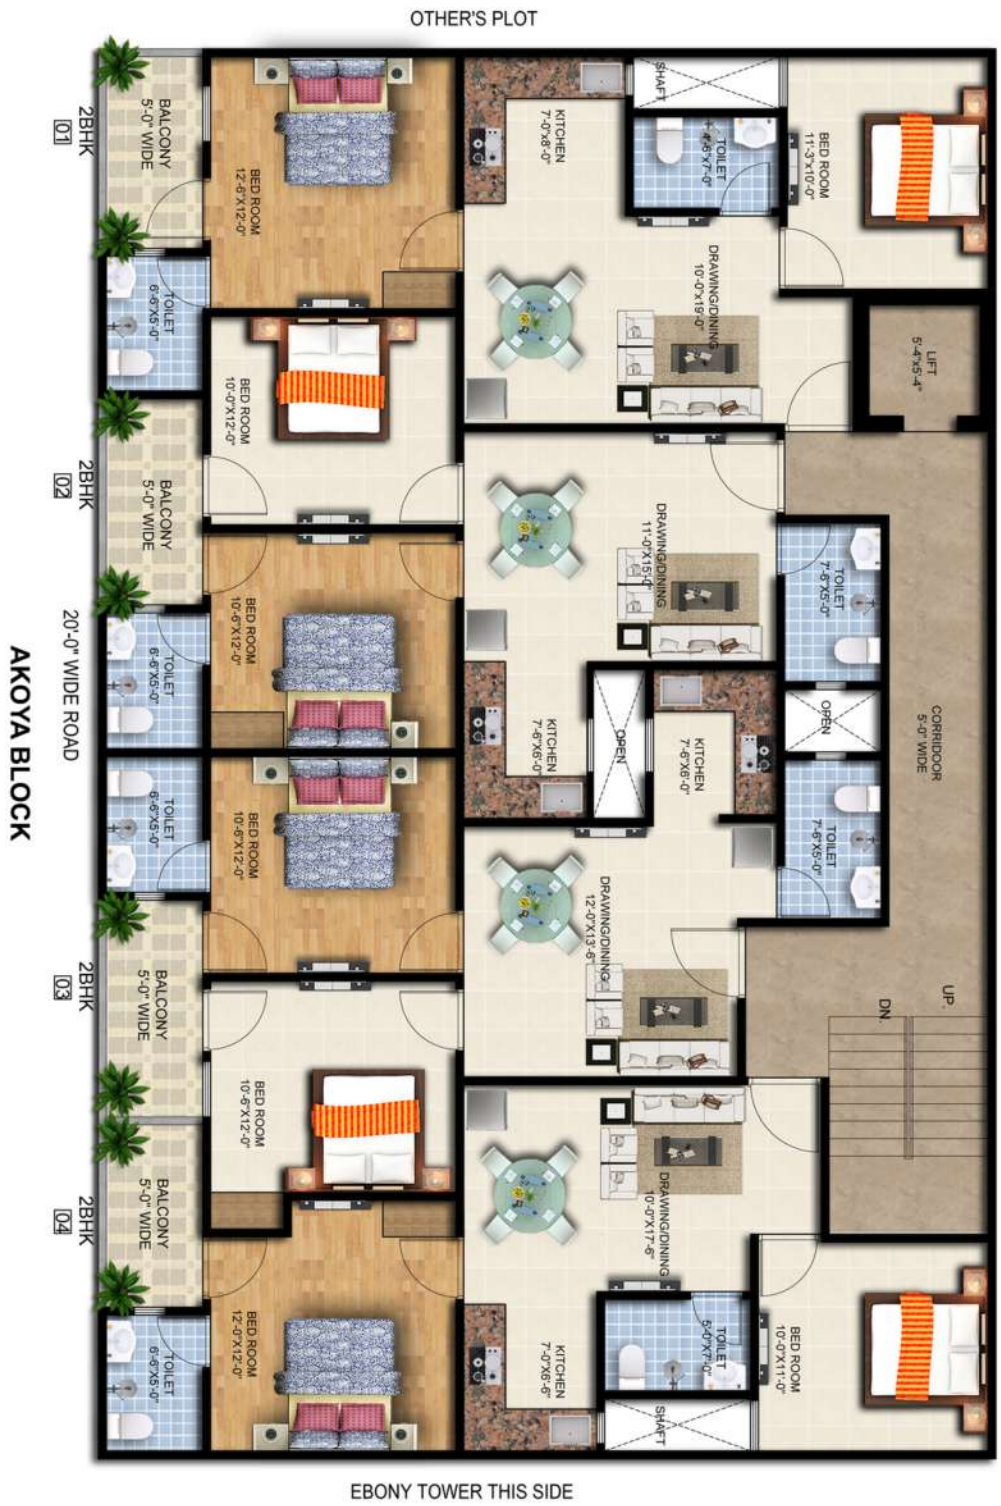 OTHER'S PLOT
2BHK
01
BALCONY
5'-0" WIDE
BED ROOM
12'-6"X12'-0"
KITCHEN
7'-0"x8'-0"
SHAFT
TOILET
4'-6"x7'-0"
BED ROOM
11'-3"x10'-0"
TOILET
6'-6"X5'-0"
DRAWING/DINING
10'-0"x19'-0"
LIFT
5'-4"x5'-4"
BED ROOM
10'-0"X12'-0"
2BHK
02
BALCONY
5'-0" WIDE
DRAWING/DINING
11'-0"X15'-0"
TOILET
7'-6"X5'-0"
BED ROOM
10'-6"X12'-0"
TOILET
6'-6"X5'-0"
KITCHEN
7'-6"X6'-0"
OPEN
KITCHEN
7'-6"X6'-0"
OPEN
CORRIDOOR
5'-0" WIDE
20'-0" WIDE ROAD
AKOYA BLOCK
TOILET
6'-6"X5'-0"
BED ROOM
10'-6"X12'-0"
TOILET
7'-6"X5'-0"
DRAWING/DINING
12'-0"X13'-6"
2BHK
03
BALCONY
5'-0" WIDE
UP.
DN.
BED ROOM
10'-6"X12'-0"
2BHK
04
BALCONY
5'-0" WIDE
DRAWING/DINING
10'-0"X17'-6"
TOILET
6'-6"X5'-0"
BED ROOM
12'-0"X12'-0"
KITCHEN
7'-0"X6'-6"
TOILET
5'-0"X7'-0"
SHAFT
BED ROOM
10'-0"X11'-0"
EBONY TOWER THIS SIDE